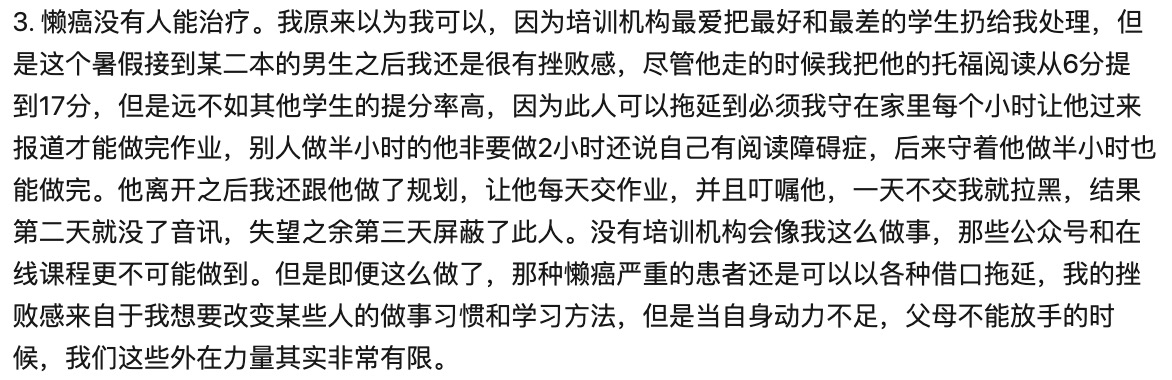 3. 懒癌没有人能治疗。我原来以为我可以，因为培训机构最爱把最好和最差的学生扔给我处理，但
是这个暑假接到某二本的男生之后我还是很有挫败感，尽管他走的时候我把他的托福阅读从6分提
到17分，但是远不如其他学生的提分率高，因为此人可以拖延到必须我守在家里每个小时让他过来
报道才能做完作业，别人做半小时的他非要做2小时还说自己有阅读障碍症，后来守着他做半小时也
能做完。他离开之后我还跟他做了规划，让他每天交作业，并且叮嘱他，一天不交我就拉黑，结果
第二天就没了音讯，失望之余第三天屏蔽了此人。没有培训机构会像我这么做事，那些公众号和在
线课程更不可能做到。但是即便这么做了，那种懒癌严重的患者还是可以以各种借口拖延，我的挫
败感来自于我想要改变某些人的做事习惯和学习方法，但是当自身动力不足，父母不能放手的时
候，我们这些外在力量其实非常有限。